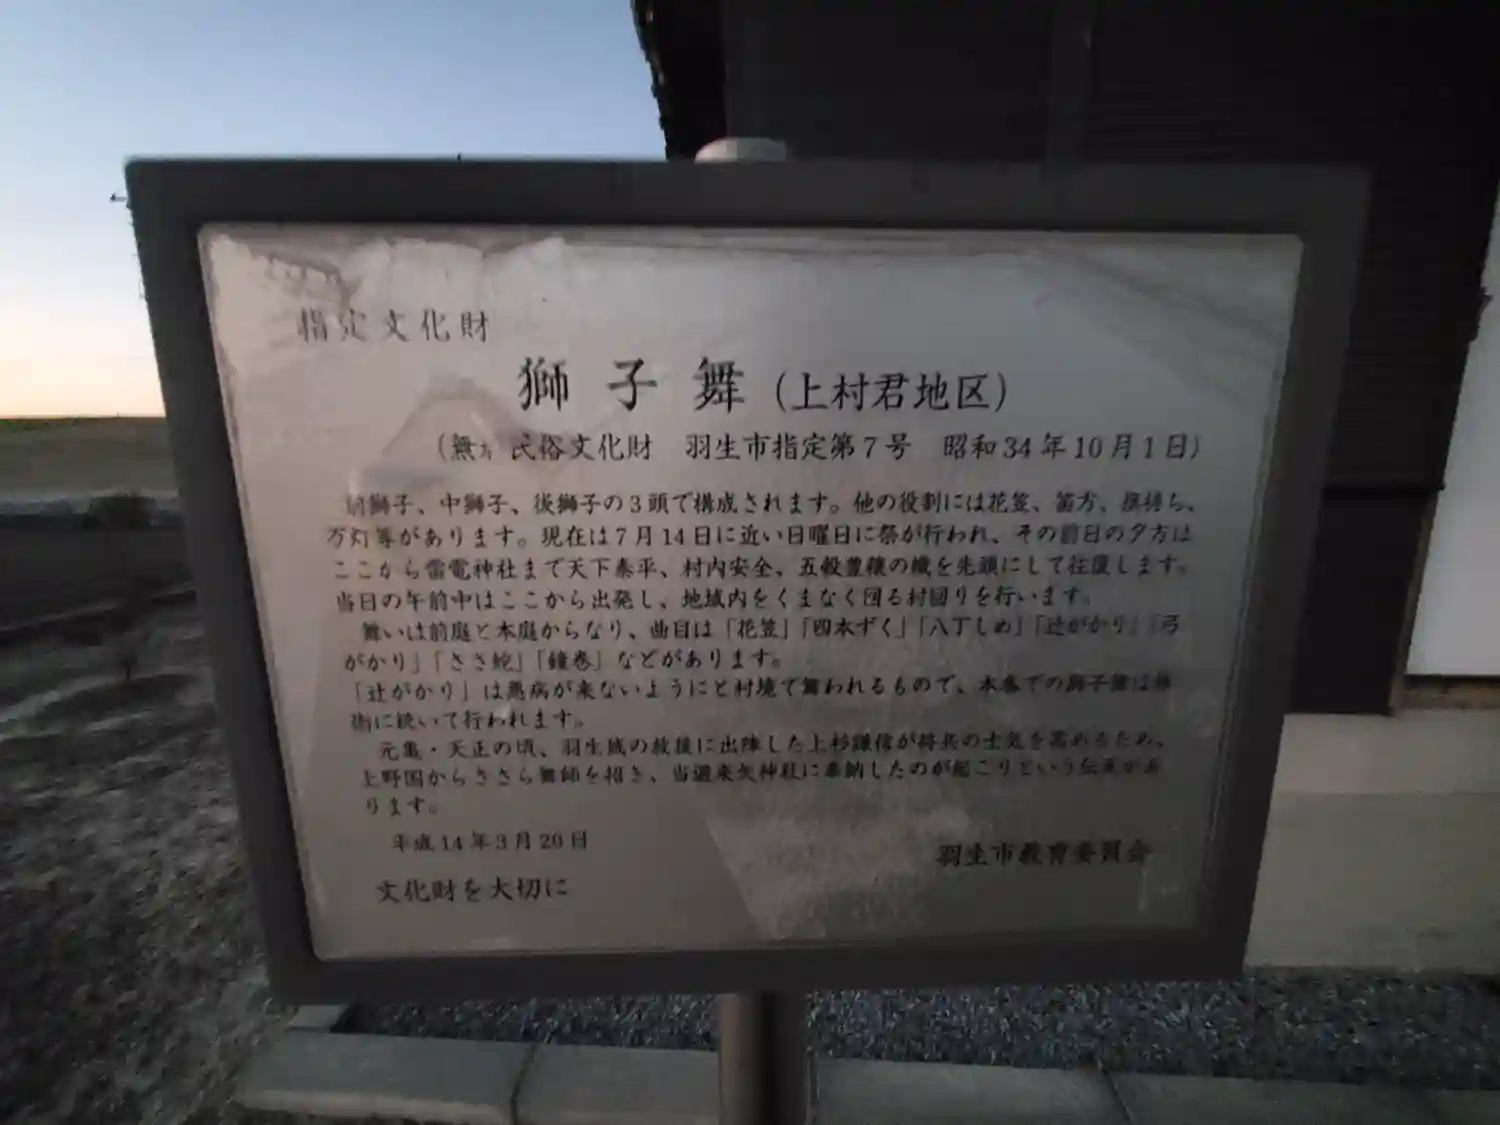 指定文化財
獅子舞（上村君地区）
（無 民俗文化財　羽生市指定第7号　昭和34年10月1日）
前獅子、中獅子、後獅子の3頭で構成されます。他の役割には花笠、笛方、棒持ち、
万灯等があります。現在は7月14日に近い日曜日に祭が行われ、その前日の夕方は
ここから雷電神社まで天下泰平、村内安全、五穀豊穣の幟を先頭にして往復します。
当日の午前中はここから出発し、地域内をくまなく回る村回りを行います。
舞いは前庭と本庭からなり、曲目は「花笠」「四本ずく」「八丁じめ」「辻がかり」「弓
がかり」「ささ蛇」「鐘巻」などがあります。
「辻がかり」は悪病が来ないようにと村境で舞われるもので、本巻での獅子舞は棒
術に続いて行われます。
元亀・天正の頃、羽生城の救援に出陣した上杉謙信が将兵の士気を高めるため、
上野国からささら舞師を招き、当遊来矢神社に奉納したのが起こりという伝承があ
ります。
平成14年3月20日
羽生市教育委員会
文化財を大切に